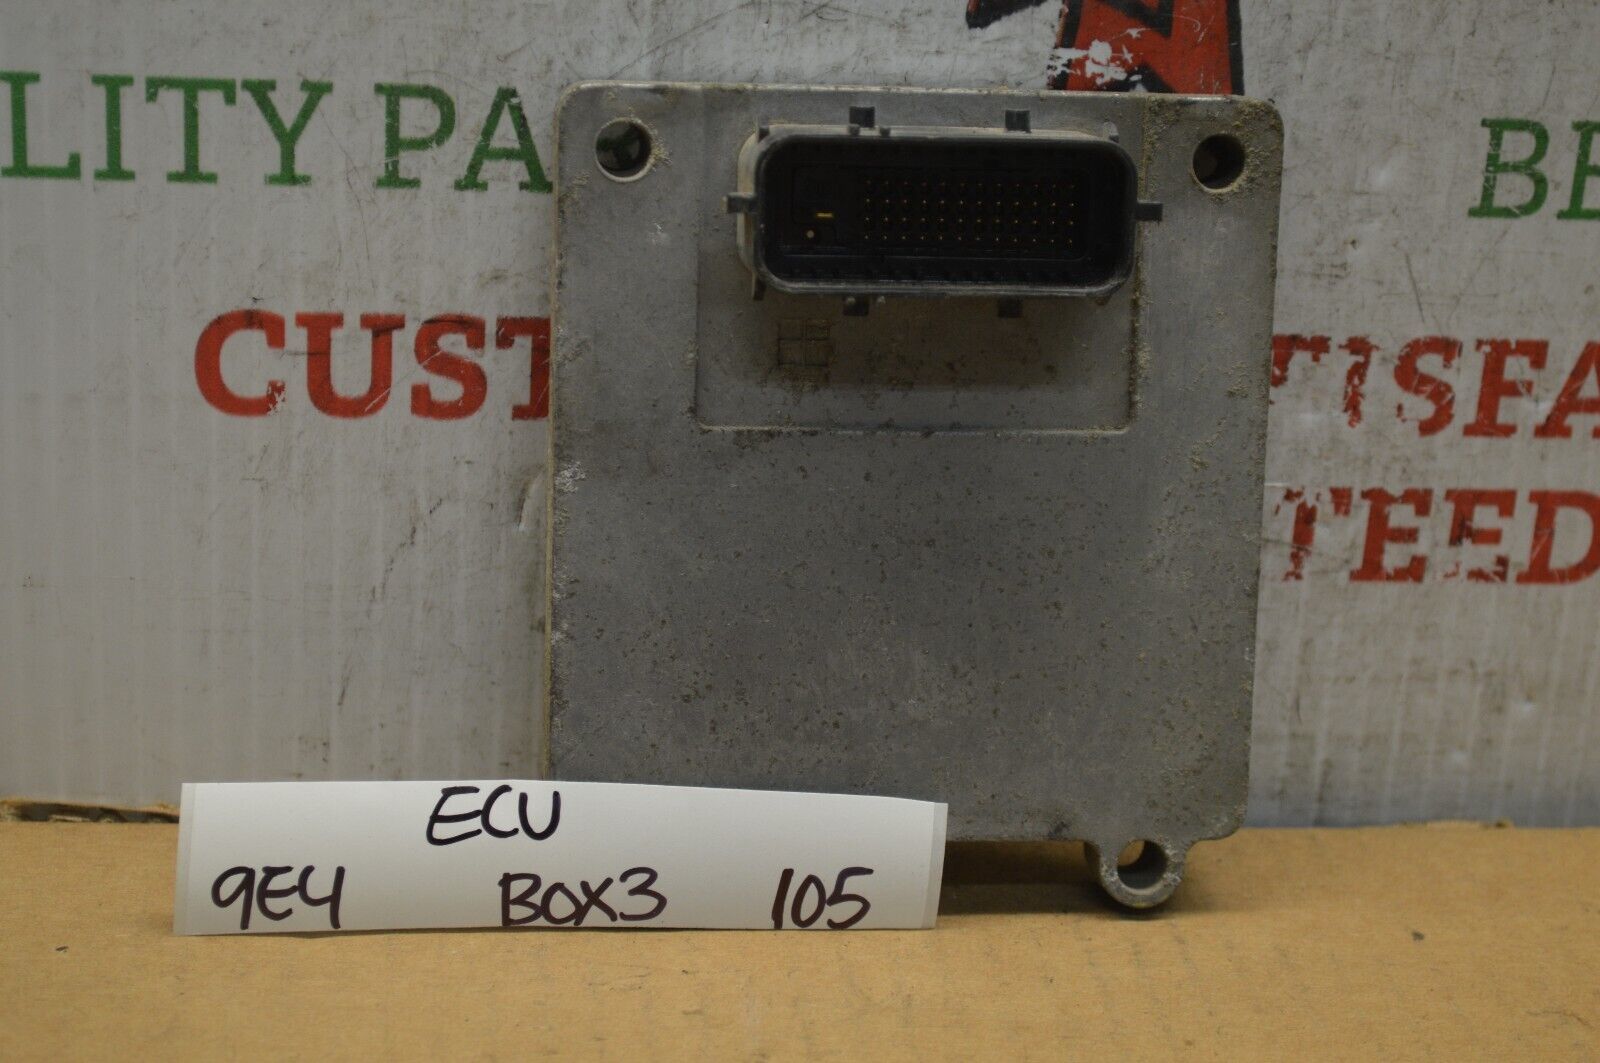 LITY PA
BE
CUST
TISFA
TEED
ECU
9E4 BOX3 105